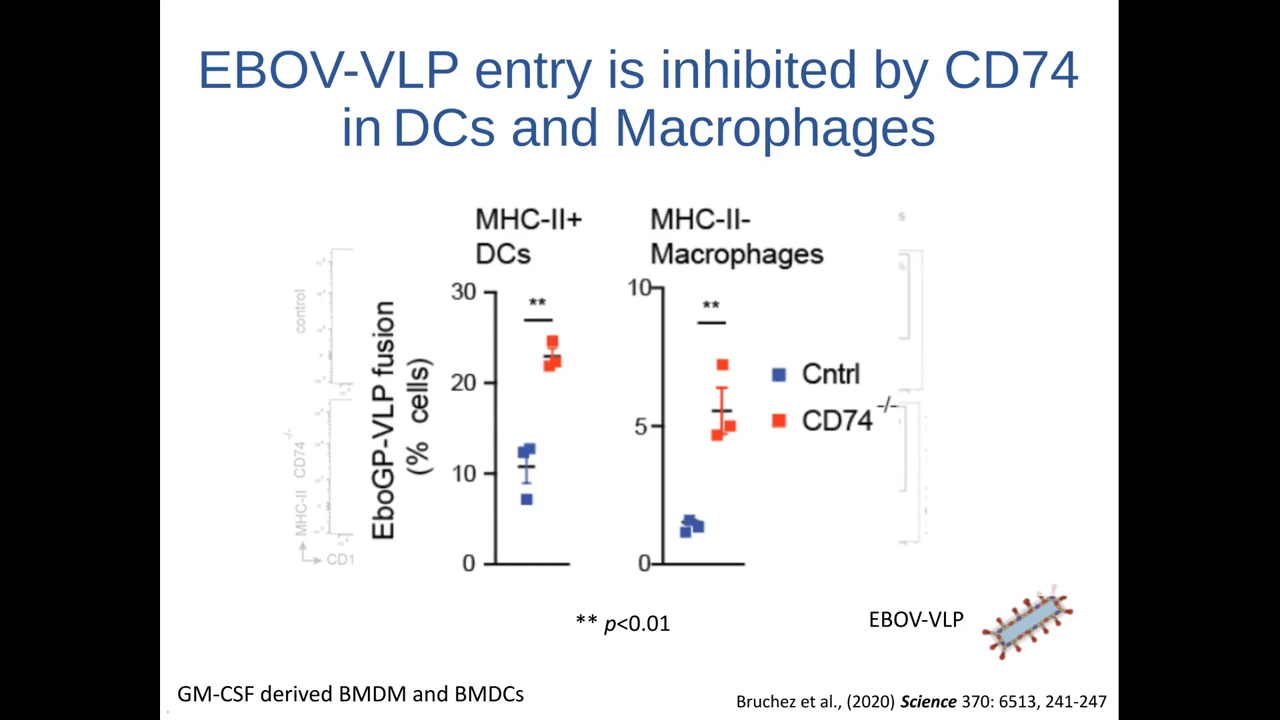 EBOV-VLP entry is inhibited by CD74
in DCs and Macrophages
MHC-II+
DCs
MHC-II-
Macrophages
s
control
MHC-II CD74 -/-
CD1
EboGP-VLP fusion
(% cells)
30
20
10
0
**
10
5
0
**
Cntrl
CD74 -/-
** p<0.01
EBOV-VLP
GM-CSF derived BMDM and BMDCs
Bruchez et al., (2020) Science 370: 6513, 241-247